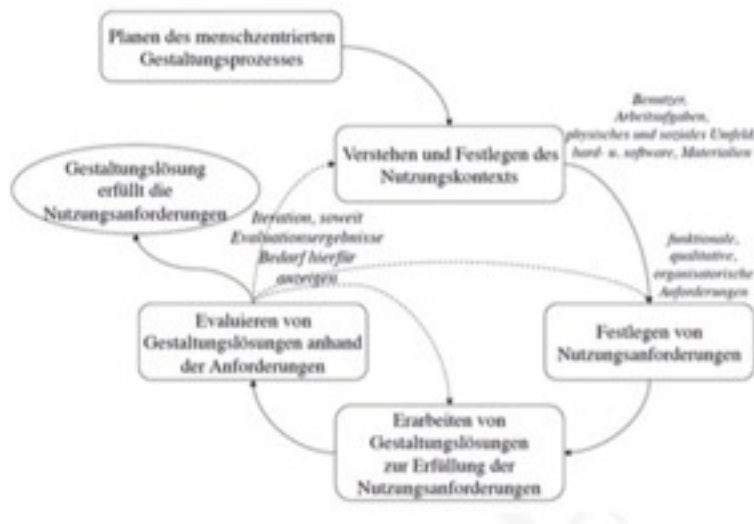 Planen des menschzentrierten
Gestaltungsprozesses
Benutzer,
Arbeitsaufgaben,
physisches und soziales Umfeld
hard- u. software, Materialien
Verstehen und Festlegen des
Nutzungskontexts
Gestaltungslösung
erfüllt die
Nutzungsanforderungen
Iteration, soweit
Evaluationsergebnisse
Bedarf hierfür
anzeigen
funktionale,
qualitative,
organisatorische
Anforderungen
Evaluieren von
Gestaltungslösungen anhand
der Anforderungen
Festlegen von
Nutzungsanforderungen
Erarbeiten von
Gestaltungslösungen
zur Erfüllung der
Nutzungsanforderungen